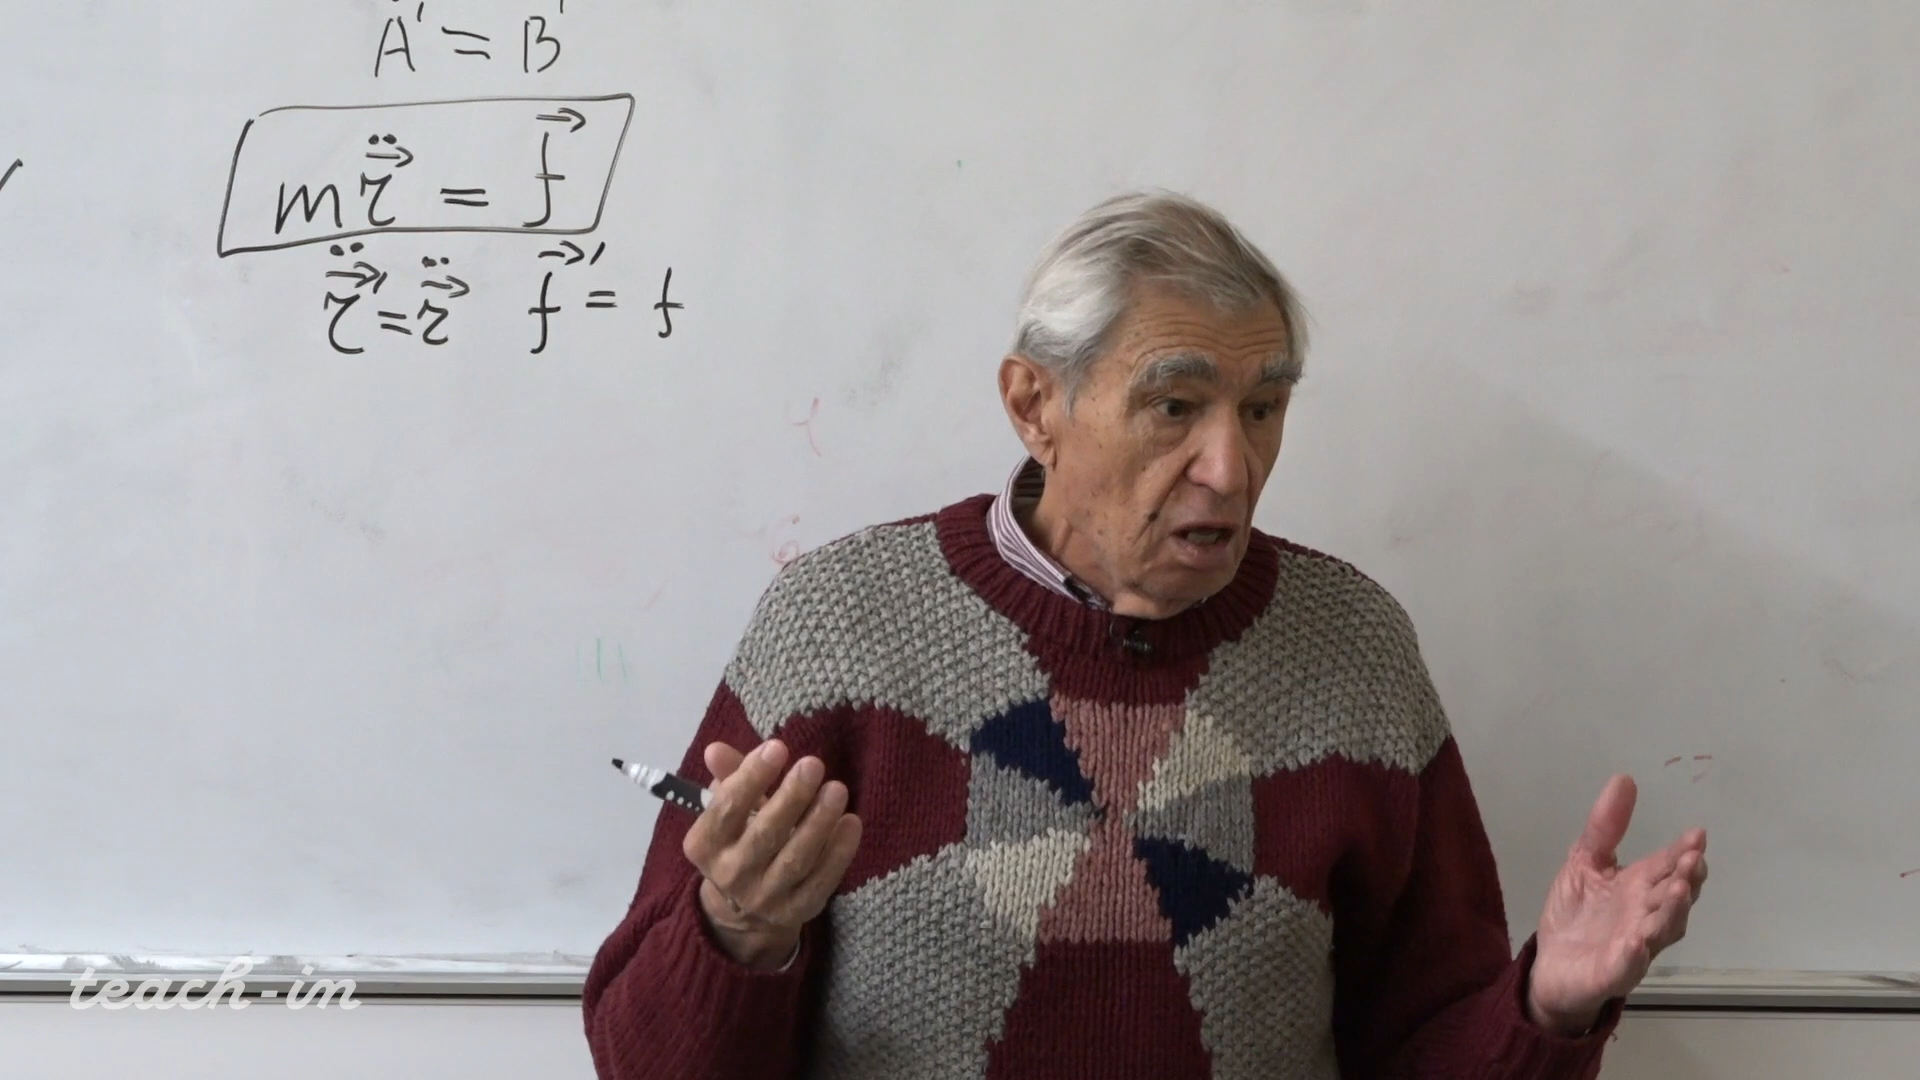 A' = B'
m r̈⃗ = f⃗
r̈⃗' = r̈⃗  f⃗' = f
teach-in